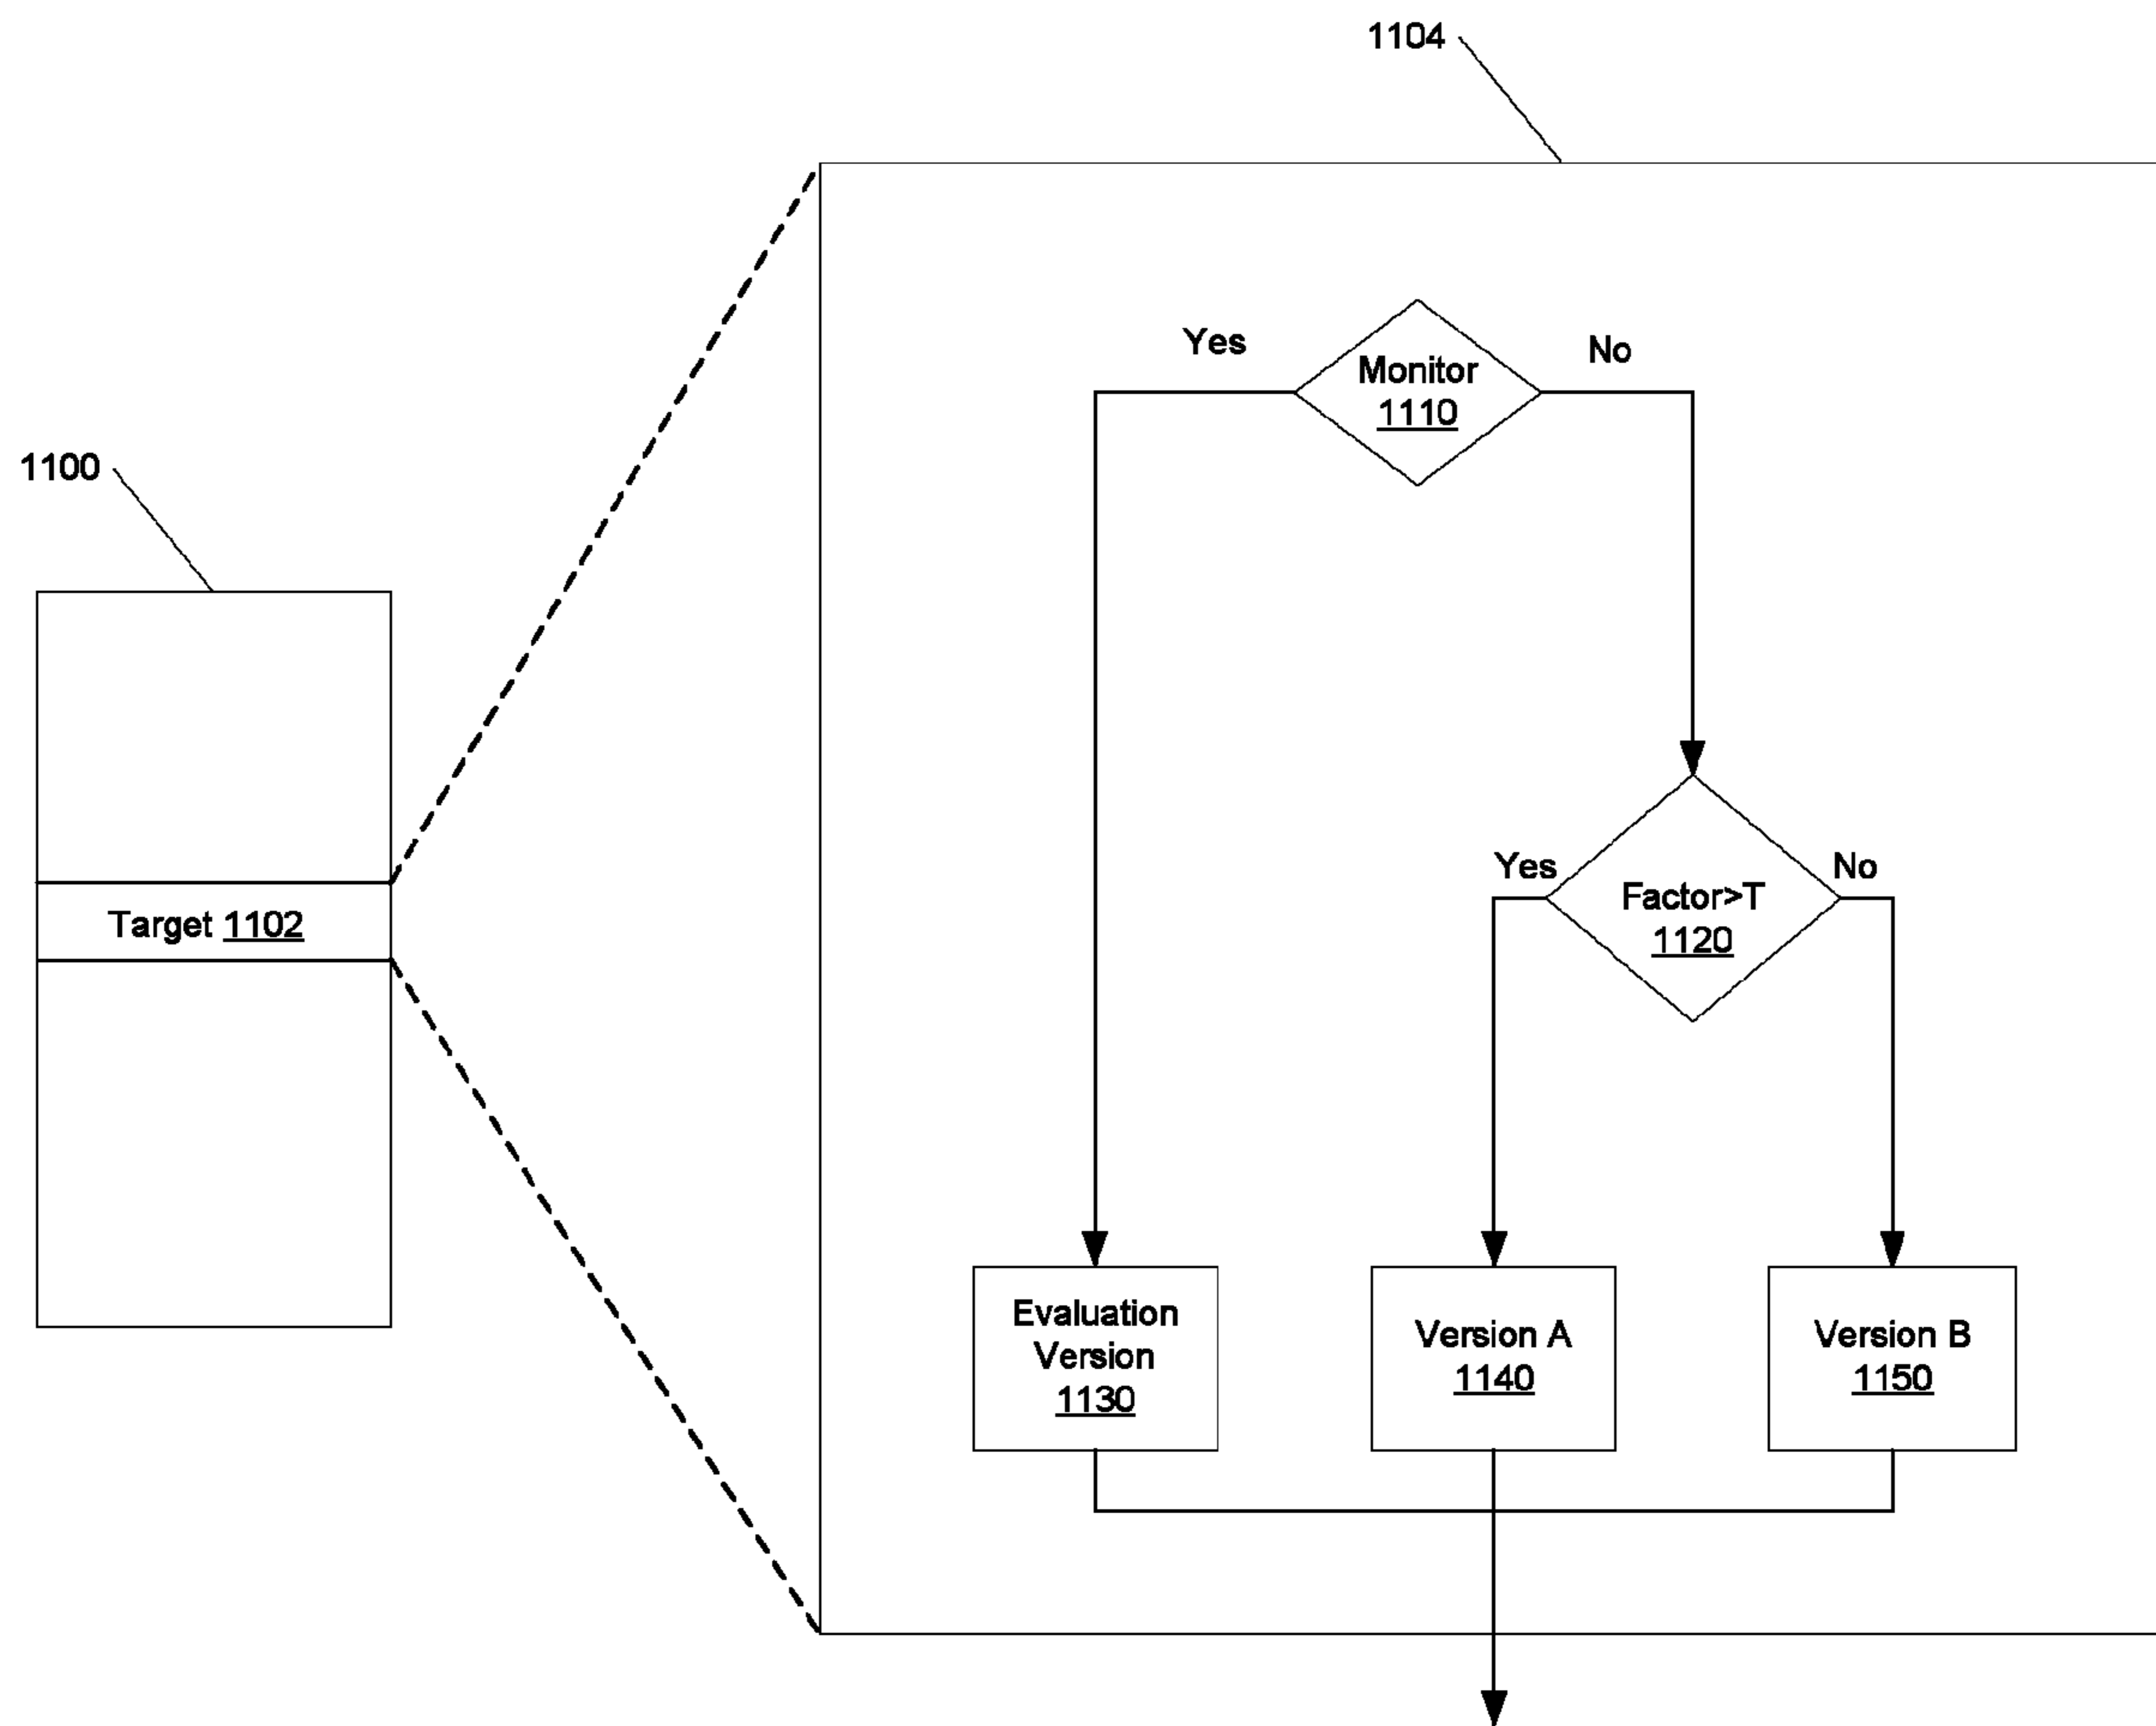 1104
Yes
No
Monitor
1110
1100
Yes
No
Factor>T
1120
Target 1102
Evaluation
Version
1130
Version A
1140
Version B
1150